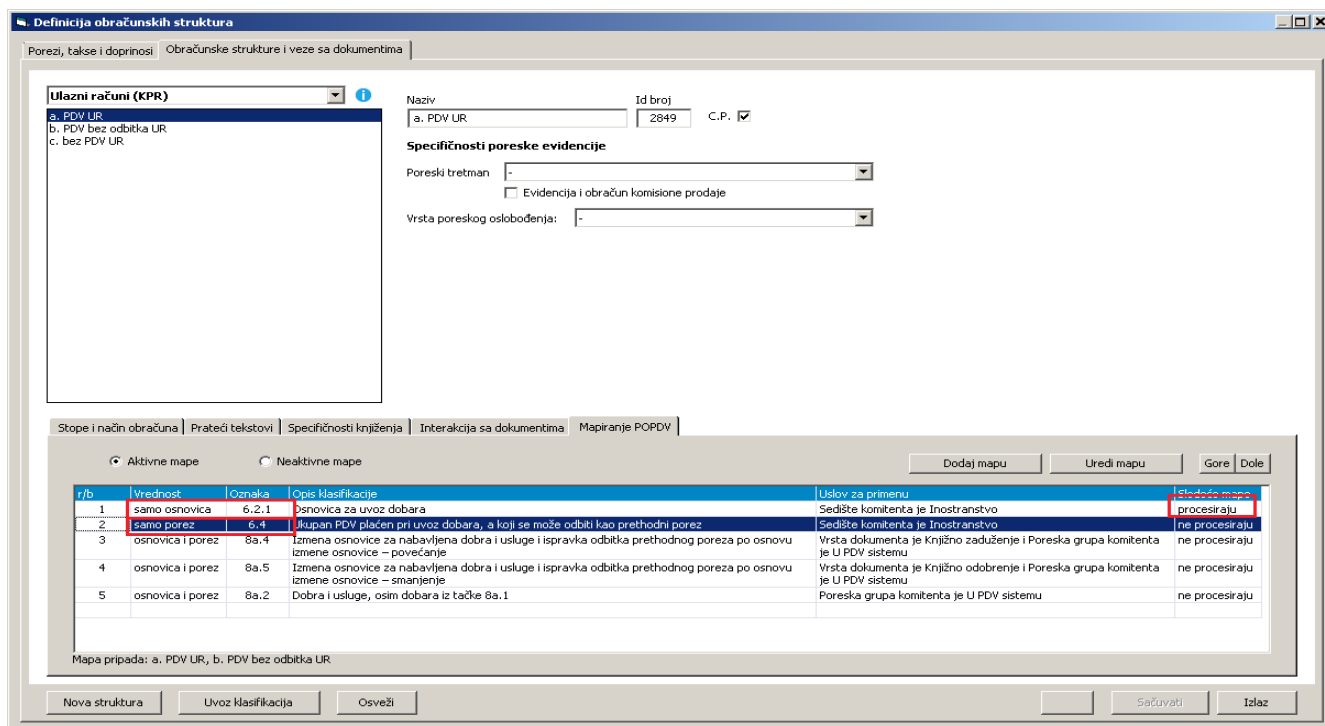 Definicija obračunskih struktura
Porezi, takse i doprinosi Obračunske strukture i veze sa dokumentima
Ulazni računi (KPR)
a. PDV UR
b. PDV bez odbitka UR
c. bez PDV UR
Naziv Id broj
a. PDV UR 2849 C.P.
Specifičnosti poreske evidencije
Poreski tretman -
Evidencija i obračun komisione prodaje
Vrsta poreskog oslobođenja: -
Stope i način obračuna Prateći tekstovi Specifičnosti knjiženja Interakcija sa dokumentima Mapiranje POPDV
Aktivne mape Neaktivne mape Dodaj mapu Uredi mapu Gore Dole
r/b Vrednost Oznaka Opis klasifikacije Uslov za primenu Sledeće mape
1 samo osnovica 6.2.1 Osnovica za uvoz dobara Sedište komitenta je Inostranstvo procesiraju
2 samo porez 6.4 Ukupan PDV plaćen pri uvoz dobara, a koji se može odbiti kao prethodni porez Sedište komitenta je Inostranstvo ne procesiraju
3 osnovica i porez 8a.4 Izmena osnovice za nabavljena dobra i usluge i ispravka odbitka prethodnog poreza po osnovu Vrsta dokumenta je Knjižno zaduženje i Poreska grupa komitenta ne procesiraju
izmene osnovice – povećanje je U PDV sistemu
4 osnovica i porez 8a.5 Izmena osnovice za nabavljena dobra i usluge i ispravka odbitka prethodnog poreza po osnovu Vrsta dokumenta je Knjižno odobrenje i Poreska grupa komitenta ne procesiraju
izmene osnovice – smanjenje je U PDV sistemu
5 osnovica i porez 8a.2 Dobra i usluge, osim dobara iz tačke 8a.1 Poreska grupa komitenta je U PDV sistemu ne procesiraju
Mapa pripada: a. PDV UR, b. PDV bez odbitka UR
Nova struktura Uvoz klasifikacija Osveži Sačuvati Izlaz